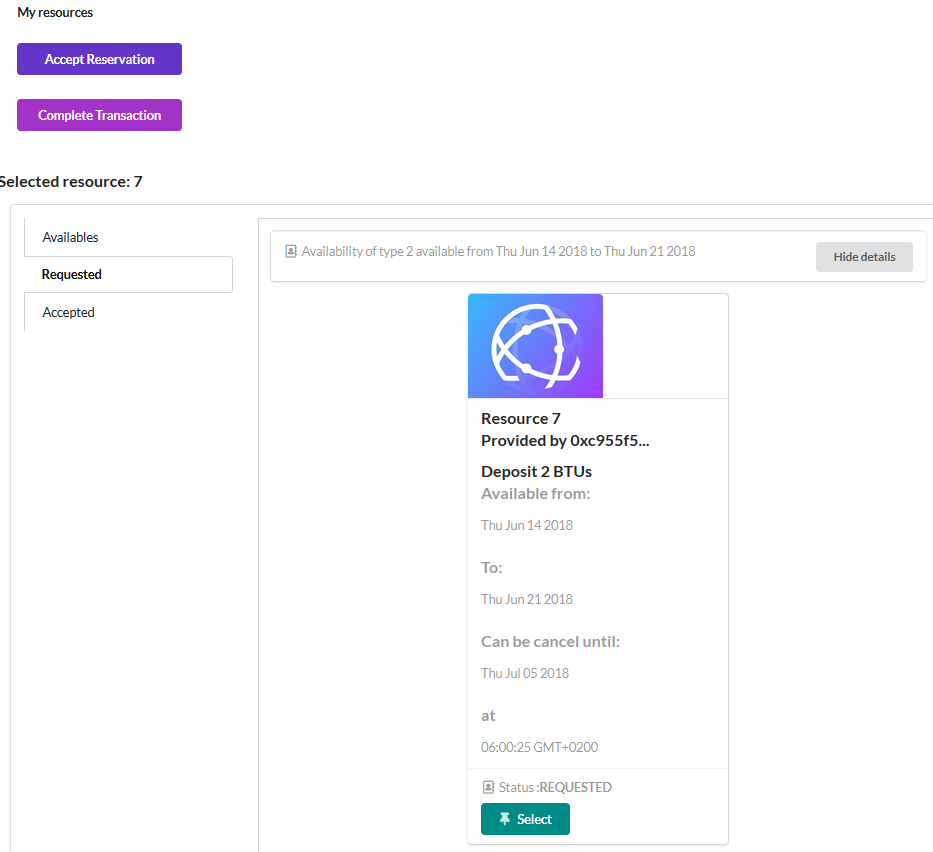 My resources
Accept Reservation
Complete Transaction
Selected resource: 7
Availables
Requested
Accepted
Availability of type 2 available from Thu Jun 14 2018 to Thu Jun 21 2018
Hide details
Resource 7
Provided by 0xc955f5...
Deposit 2 BTUs
Available from:
Thu Jun 14 2018
To:
Thu Jun 21 2018
Can be cancel until:
Thu Jul 05 2018
at
06:00:25 GMT+0200
Status :REQUESTED
Select